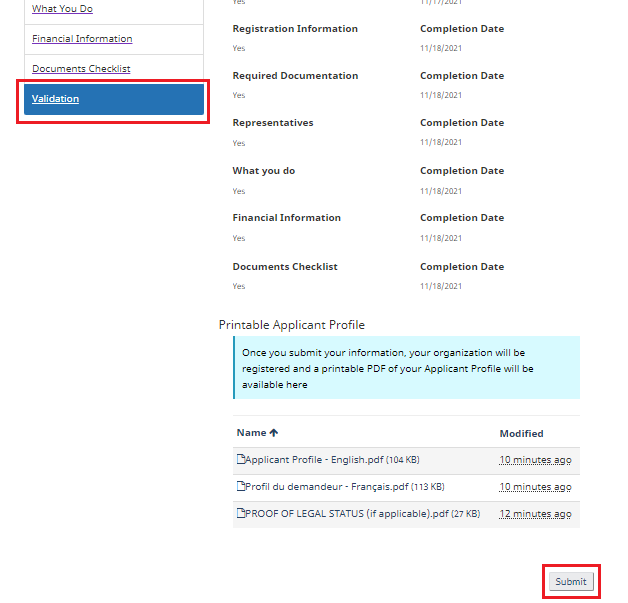 What You Do
Financial Information
Documents Checklist
Validation
Yes 11/17/2021
Registration Information Completion Date
Yes 11/18/2021
Required Documentation Completion Date
Yes 11/18/2021
Representatives Completion Date
Yes 11/18/2021
What you do Completion Date
Yes 11/18/2021
Financial Information Completion Date
Yes 11/18/2021
Documents Checklist Completion Date
Yes 11/18/2021
Printable Applicant Profile
Once you submit your information, your organization will be
registered and a printable PDF of your Applicant Profile will be
available here
Name ↑ Modified
Applicant Profile - English.pdf (104 KB) 10 minutes ago
Profil du demandeur - Français.pdf (113 KB) 10 minutes ago
PROOF OF LEGAL STATUS (if applicable).pdf (27 KB) 12 minutes ago
Submit